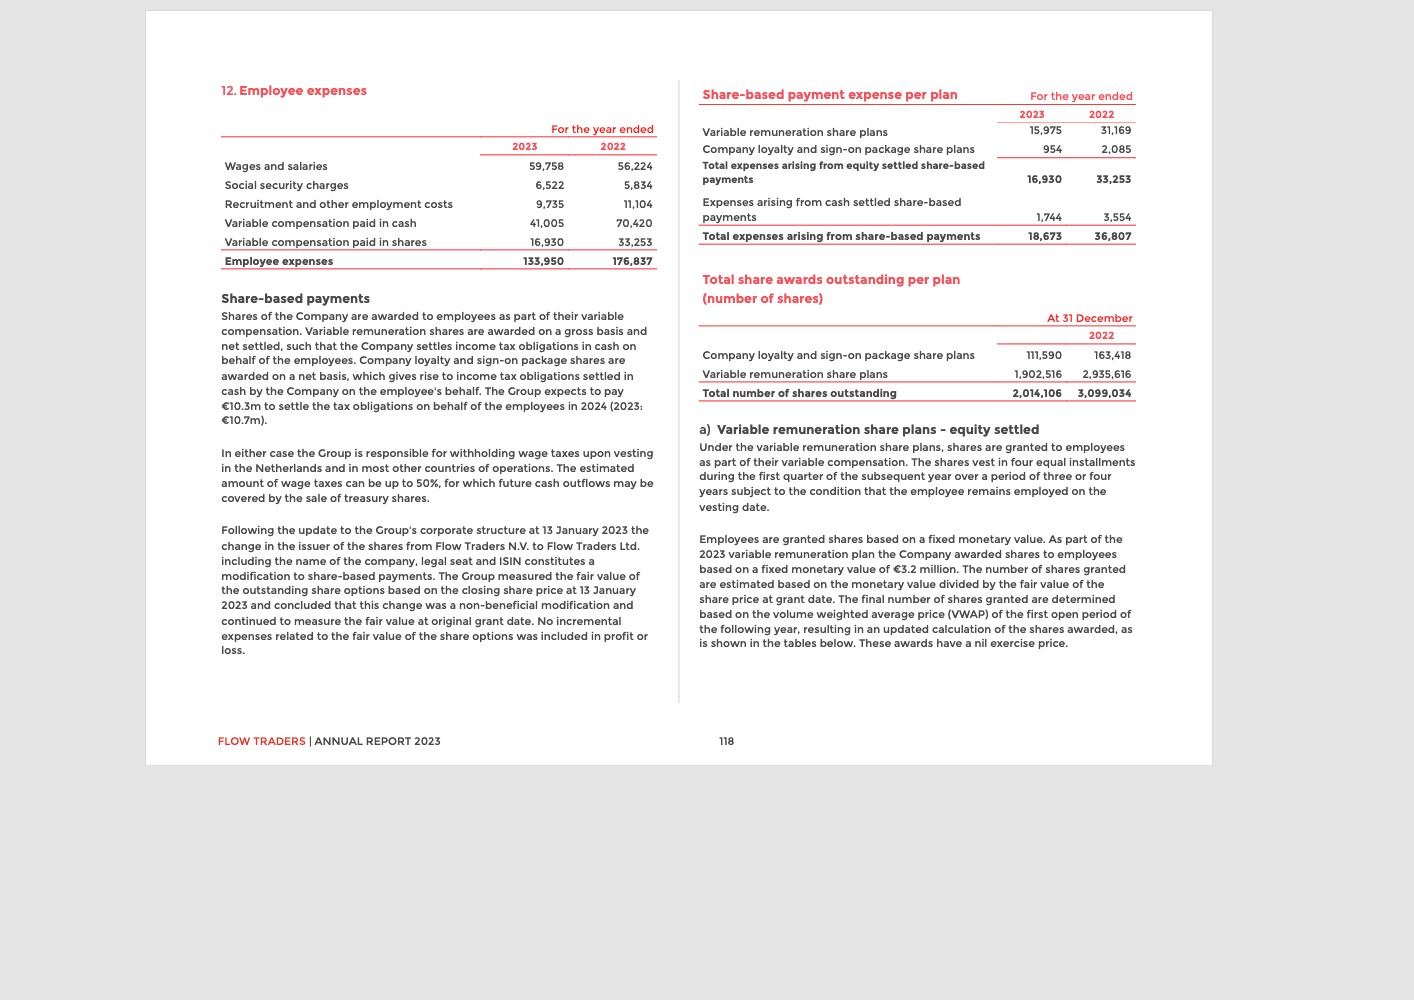 12. Employee expenses
For the year ended
2023 2022
Wages and salaries 59,758 56,224
Social security charges 6,522 5,834
Recruitment and other employment costs 9,735 11,104
Variable compensation paid in cash 41,005 70,420
Variable compensation paid in shares 16,930 33,253
Employee expenses 133,950 176,837
Share-based payments
Shares of the Company are awarded to employees as part of their variable
compensation. Variable remuneration shares are awarded on a gross basis and
net settled, such that the Company settles income tax obligations in cash on
behalf of the employees. Company loyalty and sign-on package shares are
awarded on a net basis, which gives rise to income tax obligations settled in
cash by the Company on the employee's behalf. The Group expects to pay
€10.3m to settle the tax obligations on behalf of the employees in 2024 (2023:
€10.7m).
In either case the Group is responsible for withholding wage taxes upon vesting
in the Netherlands and in most other countries of operations. The estimated
amount of wage taxes can be up to 50%, for which future cash outflows may be
covered by the sale of treasury shares.
Following the update to the Group's corporate structure at 13 January 2023 the
change in the issuer of the shares from Flow Traders N.V. to Flow Traders Ltd.
including the name of the company, legal seat and ISIN constitutes a
modification to share-based payments. The Group measured the fair value of
the outstanding share options based on the closing share price at 13 January
2023 and concluded that this change was a non-beneficial modification and
continued to measure the fair value at original grant date. No incremental
expenses related to the fair value of the share options was included in profit or
loss.
Share-based payment expense per plan For the year ended
2023 2022
Variable remuneration share plans 15,975 31,169
Company loyalty and sign-on package share plans 954 2,085
Total expenses arising from equity settled share-based
payments 16,930 33,253
Expenses arising from cash settled share-based
payments 1,744 3,554
Total expenses arising from share-based payments 18,673 36,807
Total share awards outstanding per plan
(number of shares)
At 31 December
2022
Company loyalty and sign-on package share plans 111,590 163,418
Variable remuneration share plans 1,902,516 2,935,616
Total number of shares outstanding 2,014,106 3,099,034
a) Variable remuneration share plans - equity settled
Under the variable remuneration share plans, shares are granted to employees
as part of their variable compensation. The shares vest in four equal installments
during the first quarter of the subsequent year over a period of three or four
years subject to the condition that the employee remains employed on the
vesting date.
Employees are granted shares based on a fixed monetary value. As part of the
2023 variable remuneration plan the Company awarded shares to employees
based on a fixed monetary value of €3.2 million. The number of shares granted
are estimated based on the monetary value divided by the fair value of the
share price at grant date. The final number of shares granted are determined
based on the volume weighted average price (VWAP) of the first open period of
the following year, resulting in an updated calculation of the shares awarded, as
is shown in the tables below. These awards have a nil exercise price.
FLOW TRADERS | ANNUAL REPORT 2023 118